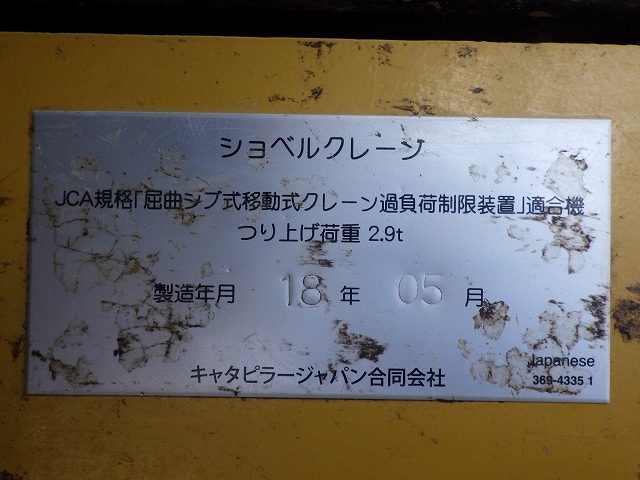 ショベルクレーン
JCA規格「屈曲ジブ式移動式クレーン過負荷制限装置」適合機
つり上げ荷重 2.9t
製造年月 18 年 05 月
キャタピラージャパン合同会社
Japanese
369-4335 1